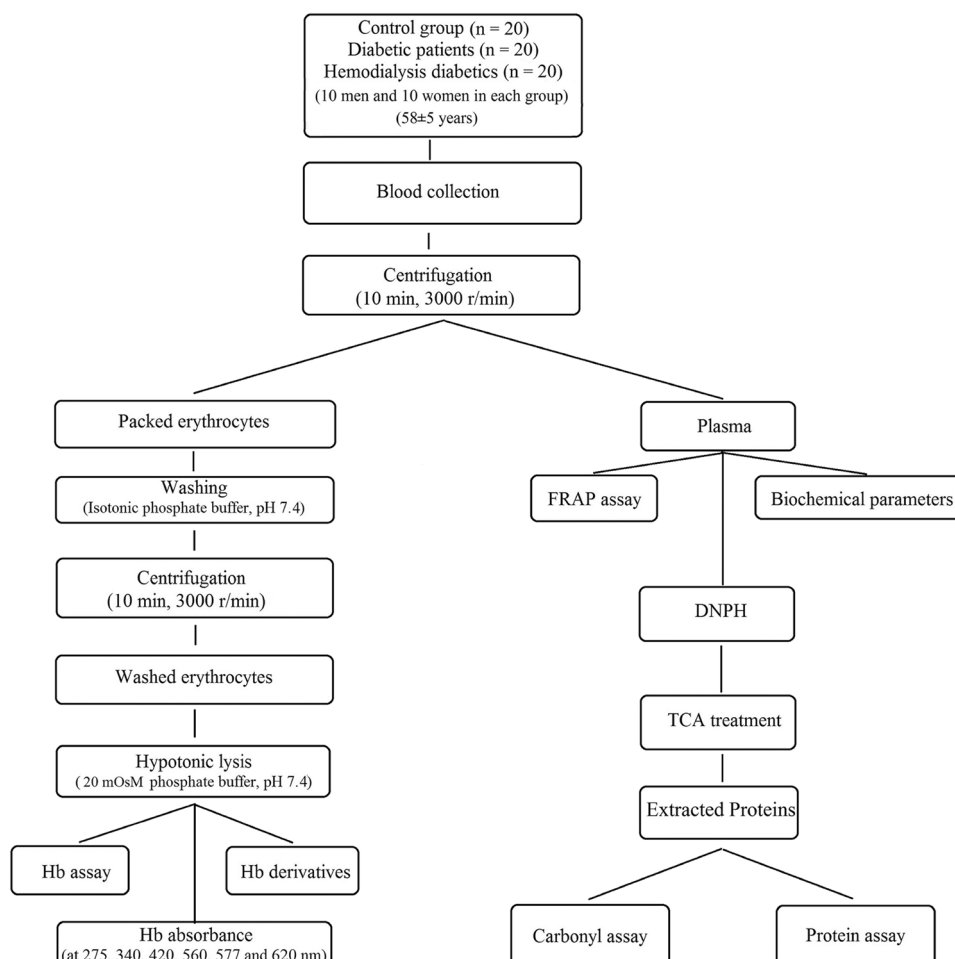 Control group (n = 20)
Diabetic patients (n = 20)
Hemodialysis diabetics (n = 20)
(10 men and 10 women in each group)
(58±5 years)
Blood collection
Centrifugation
(10 min, 3000 r/min)
Packed erythrocytes
Washing
(Isotonic phosphate buffer, pH 7.4)
Centrifugation
(10 min, 3000 r/min)
Washed erythrocytes
Hypotonic lysis
( 20 mOsM phosphate buffer, pH 7.4)
Hb assay
Hb derivatives
Hb absorbance
(at 275, 340, 420, 560, 577 and 620 nm)
Plasma
FRAP assay
Biochemical parameters
DNPH
TCA treatment
Extracted Proteins
Carbonyl assay
Protein assay